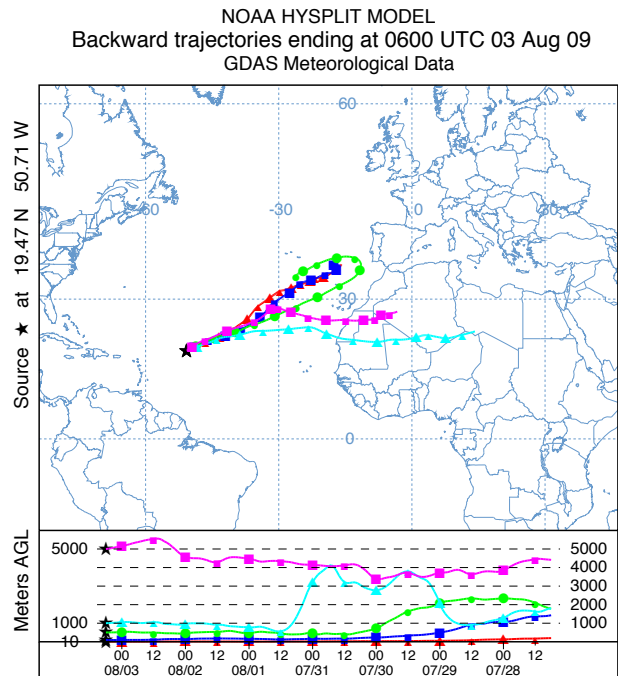 NOAA HYSPLIT MODEL
Backward trajectories ending at 0600 UTC 03 Aug 09
GDAS Meteorological Data
Source ★ at 19.47 N 50.71 W
60
-30
0
30
0
Meters AGL
5000 5000
4000
3000
2000
1000 1000
10
00 12 00 12 00 12 00 12 00 12 00 12 00 12
08/03 08/02 08/01 07/31 07/30 07/29 07/28